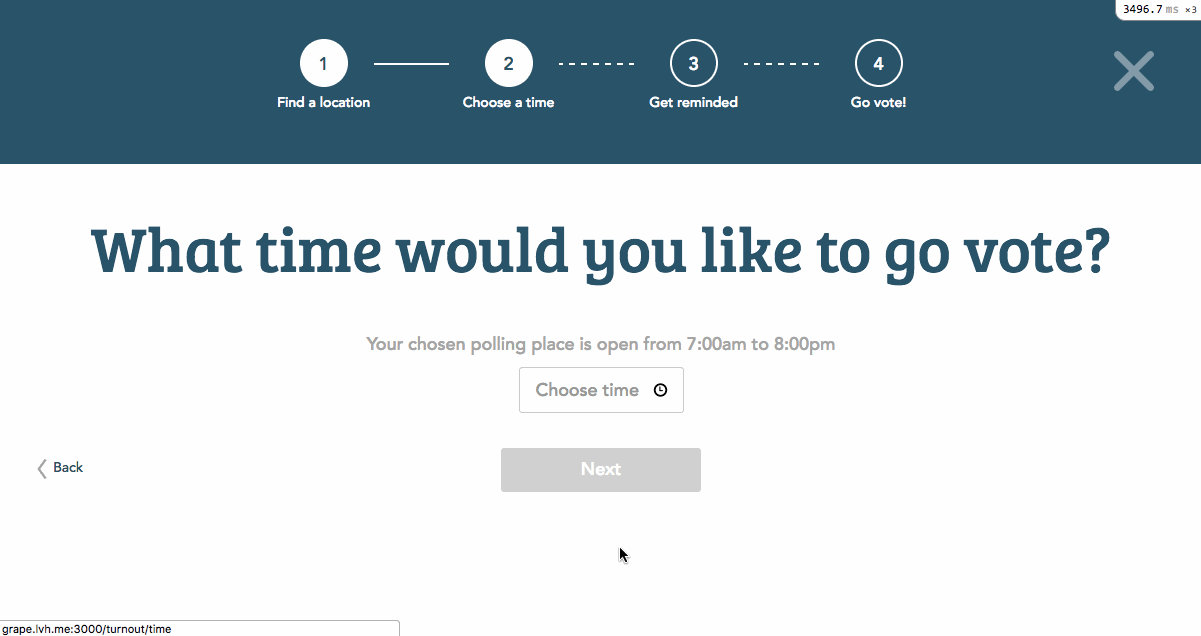 3496.7 ms ×3
1 2 3 4
Find a location Choose a time Get reminded Go vote!
What time would you like to go vote?
Your chosen polling place is open from 7:00am to 8:00pm
Choose time
Back
Next
grape.lvh.me:3000/turnout/time